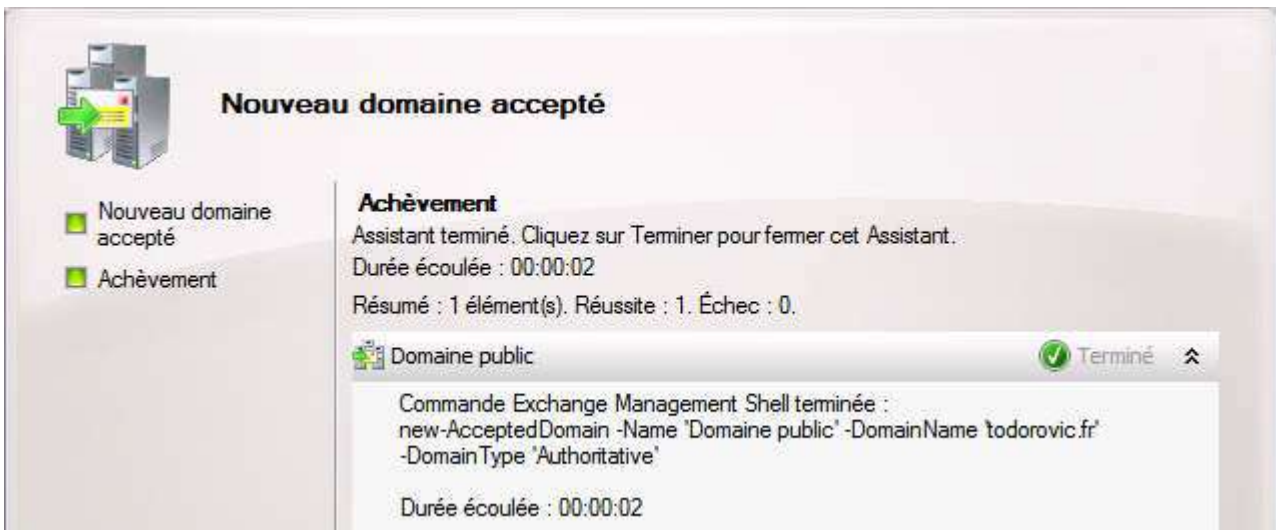 Nouveau domaine accepté
Nouveau domaine
accepté
Achèvement
Achèvement
Assistant terminé. Cliquez sur Terminer pour fermer cet Assistant.
Durée écoulée : 00:00:02
Résumé : 1 élément(s). Réussite : 1. Échec : 0.
Domaine public
Terminé
Commande Exchange Management Shell terminée :
new-AcceptedDomain -Name 'Domaine public' -DomainName 'todorovic.fr'
-DomainType 'Authoritative'
Durée écoulée : 00:00:02